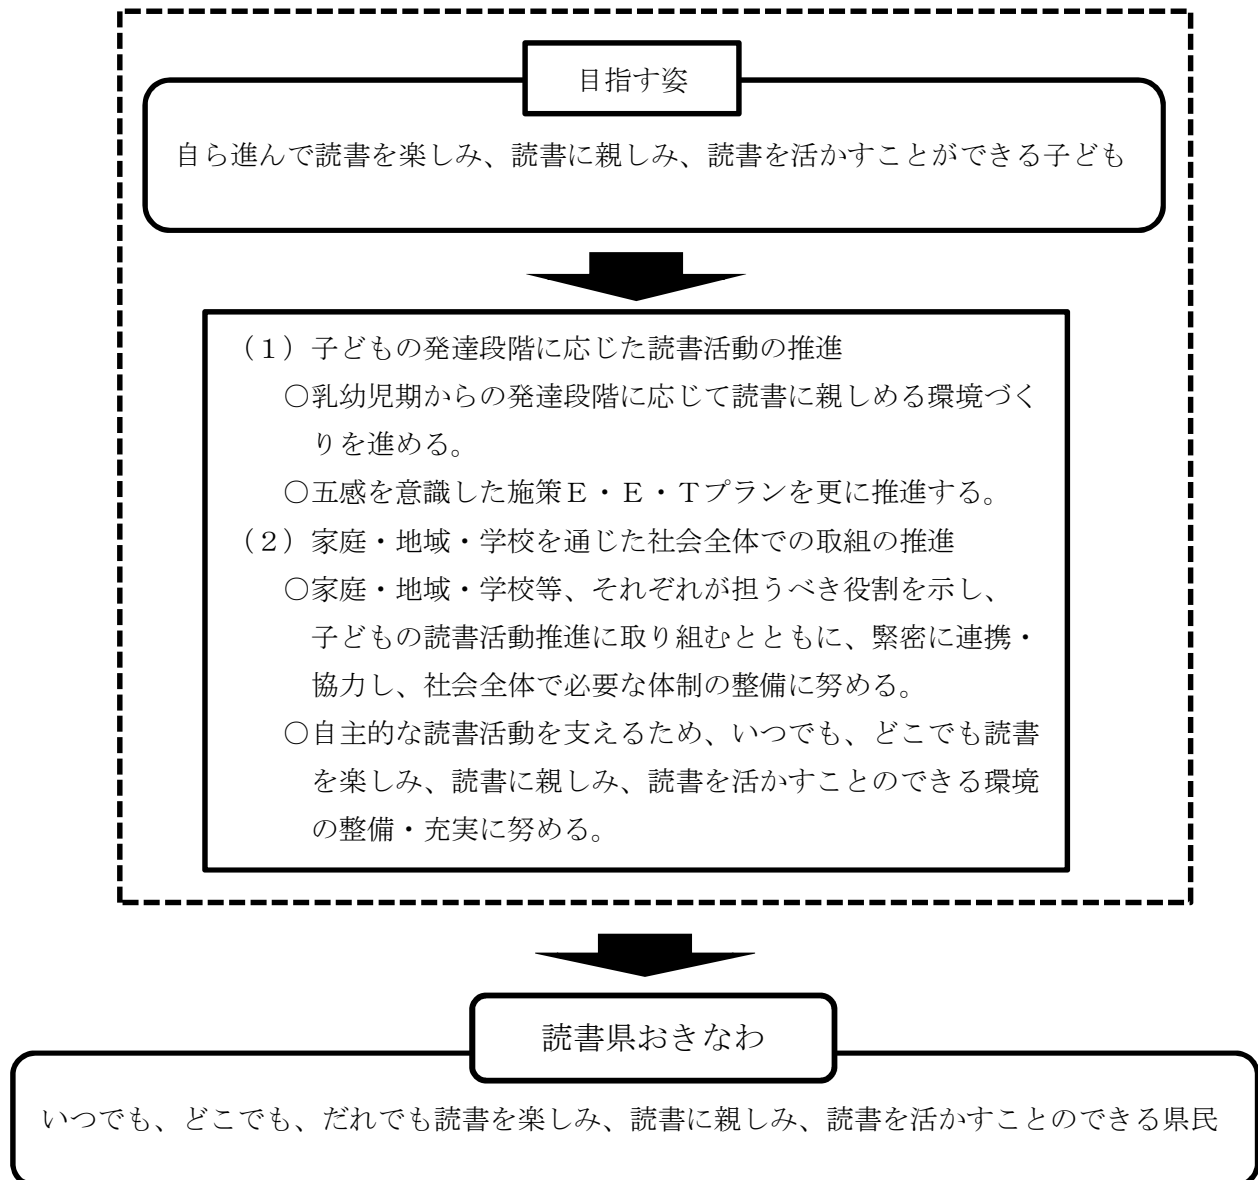 目指す姿
自ら進んで読書を楽しみ、読書に親しみ、読書を活かすことができる子ども
（１）子どもの発達段階に応じた読書活動の推進
○乳幼児期からの発達段階に応じて読書に親しめる環境づく
りを進める。
○五感を意識した施策Ｅ・Ｅ・Ｔプランを更に推進する。
（２）家庭・地域・学校を通じた社会全体での取組の推進
○家庭・地域・学校等、それぞれが担うべき役割を示し、
子どもの読書活動推進に取り組むとともに、緊密に連携・
協力し、社会全体で必要な体制の整備に努める。
○自主的な読書活動を支えるため、いつでも、どこでも読書
を楽しみ、読書に親しみ、読書を活かすことのできる環境
の整備・充実に努める。
読書県おきなわ
いつでも、どこでも、だれでも読書を楽しみ、読書に親しみ、読書を活かすことのできる県民